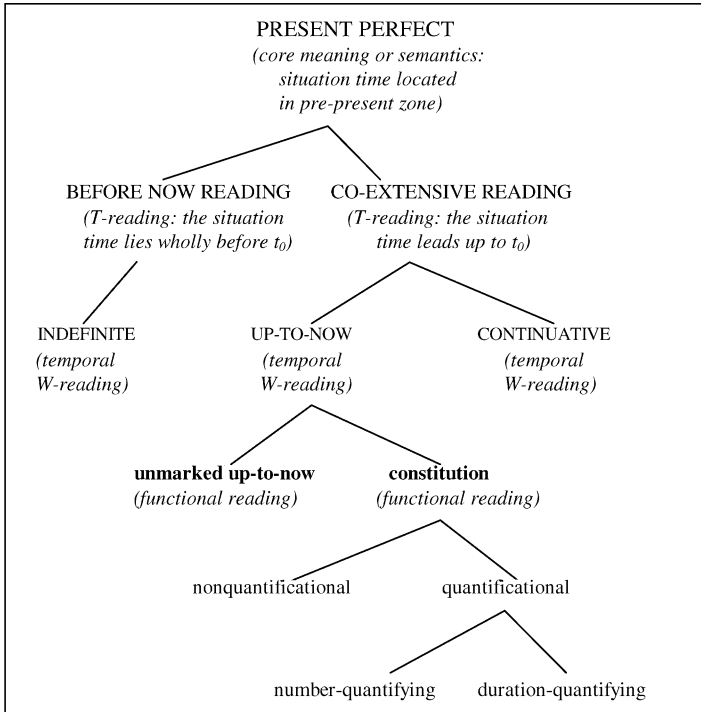 PRESENT PERFECT
(core meaning or semantics:
situation time located
in pre-present zone)
BEFORE NOW READING
(T-reading: the situation
time lies wholly before t₀)
CO-EXTENSIVE READING
(T-reading: the situation
time leads up to t₀)
INDEFINITE
(temporal
W-reading)
UP-TO-NOW
(temporal
W-reading)
CONTINUATIVE
(temporal
W-reading)
unmarked up-to-now
(functional reading)
constitution
(functional reading)
nonquantificational
quantificational
number-quantifying
duration-quantifying